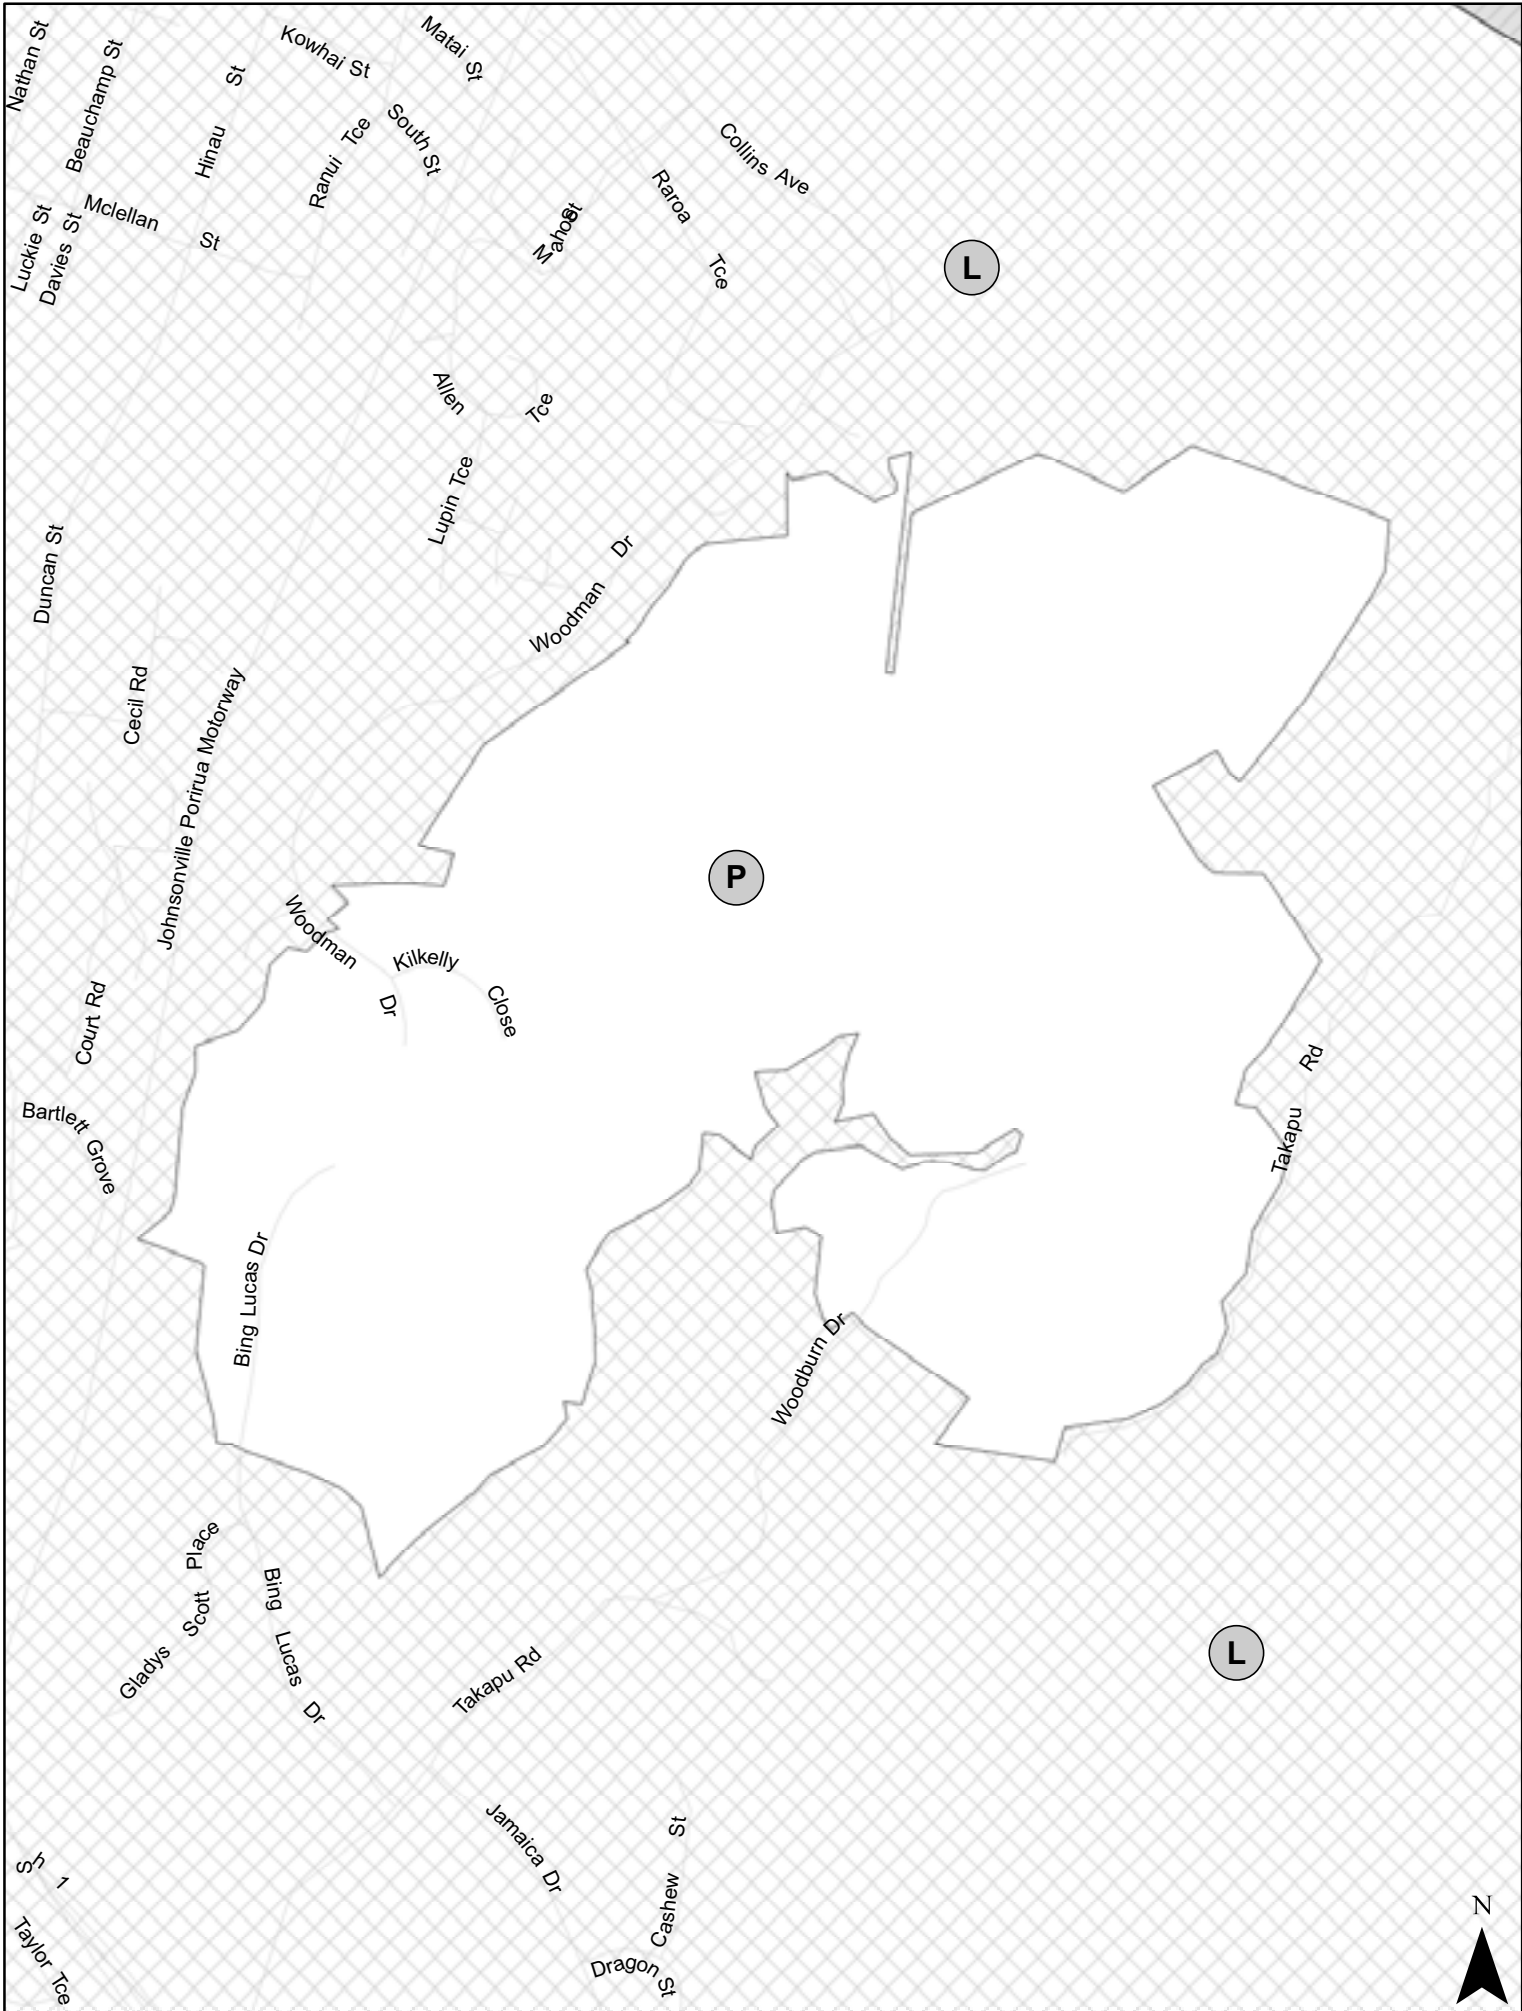 Nathan St
Beauchamp St
Hinau St
Kowhai St
Matai St
Ranui Tce
South St
Collins Ave
Raroa Tce
Mahoe St
Mclellan St
Luckie St
Davies St
L
Allen Tce
Lupin Tce
Duncan St
Woodman Dr
Cecil Rd
Johnsonville Porirua Motorway
P
Woodman Dr
Kilkelly Close
Court Rd
Takapu Rd
Bartlett Grove
Bing Lucas Dr
Woodburn Dr
Gladys Scott Place
Bing Lucas Dr
Takapu Rd
L
Jamaica Dr
Cashew St
Sh 1
N
Taylor Tce
Dragon St